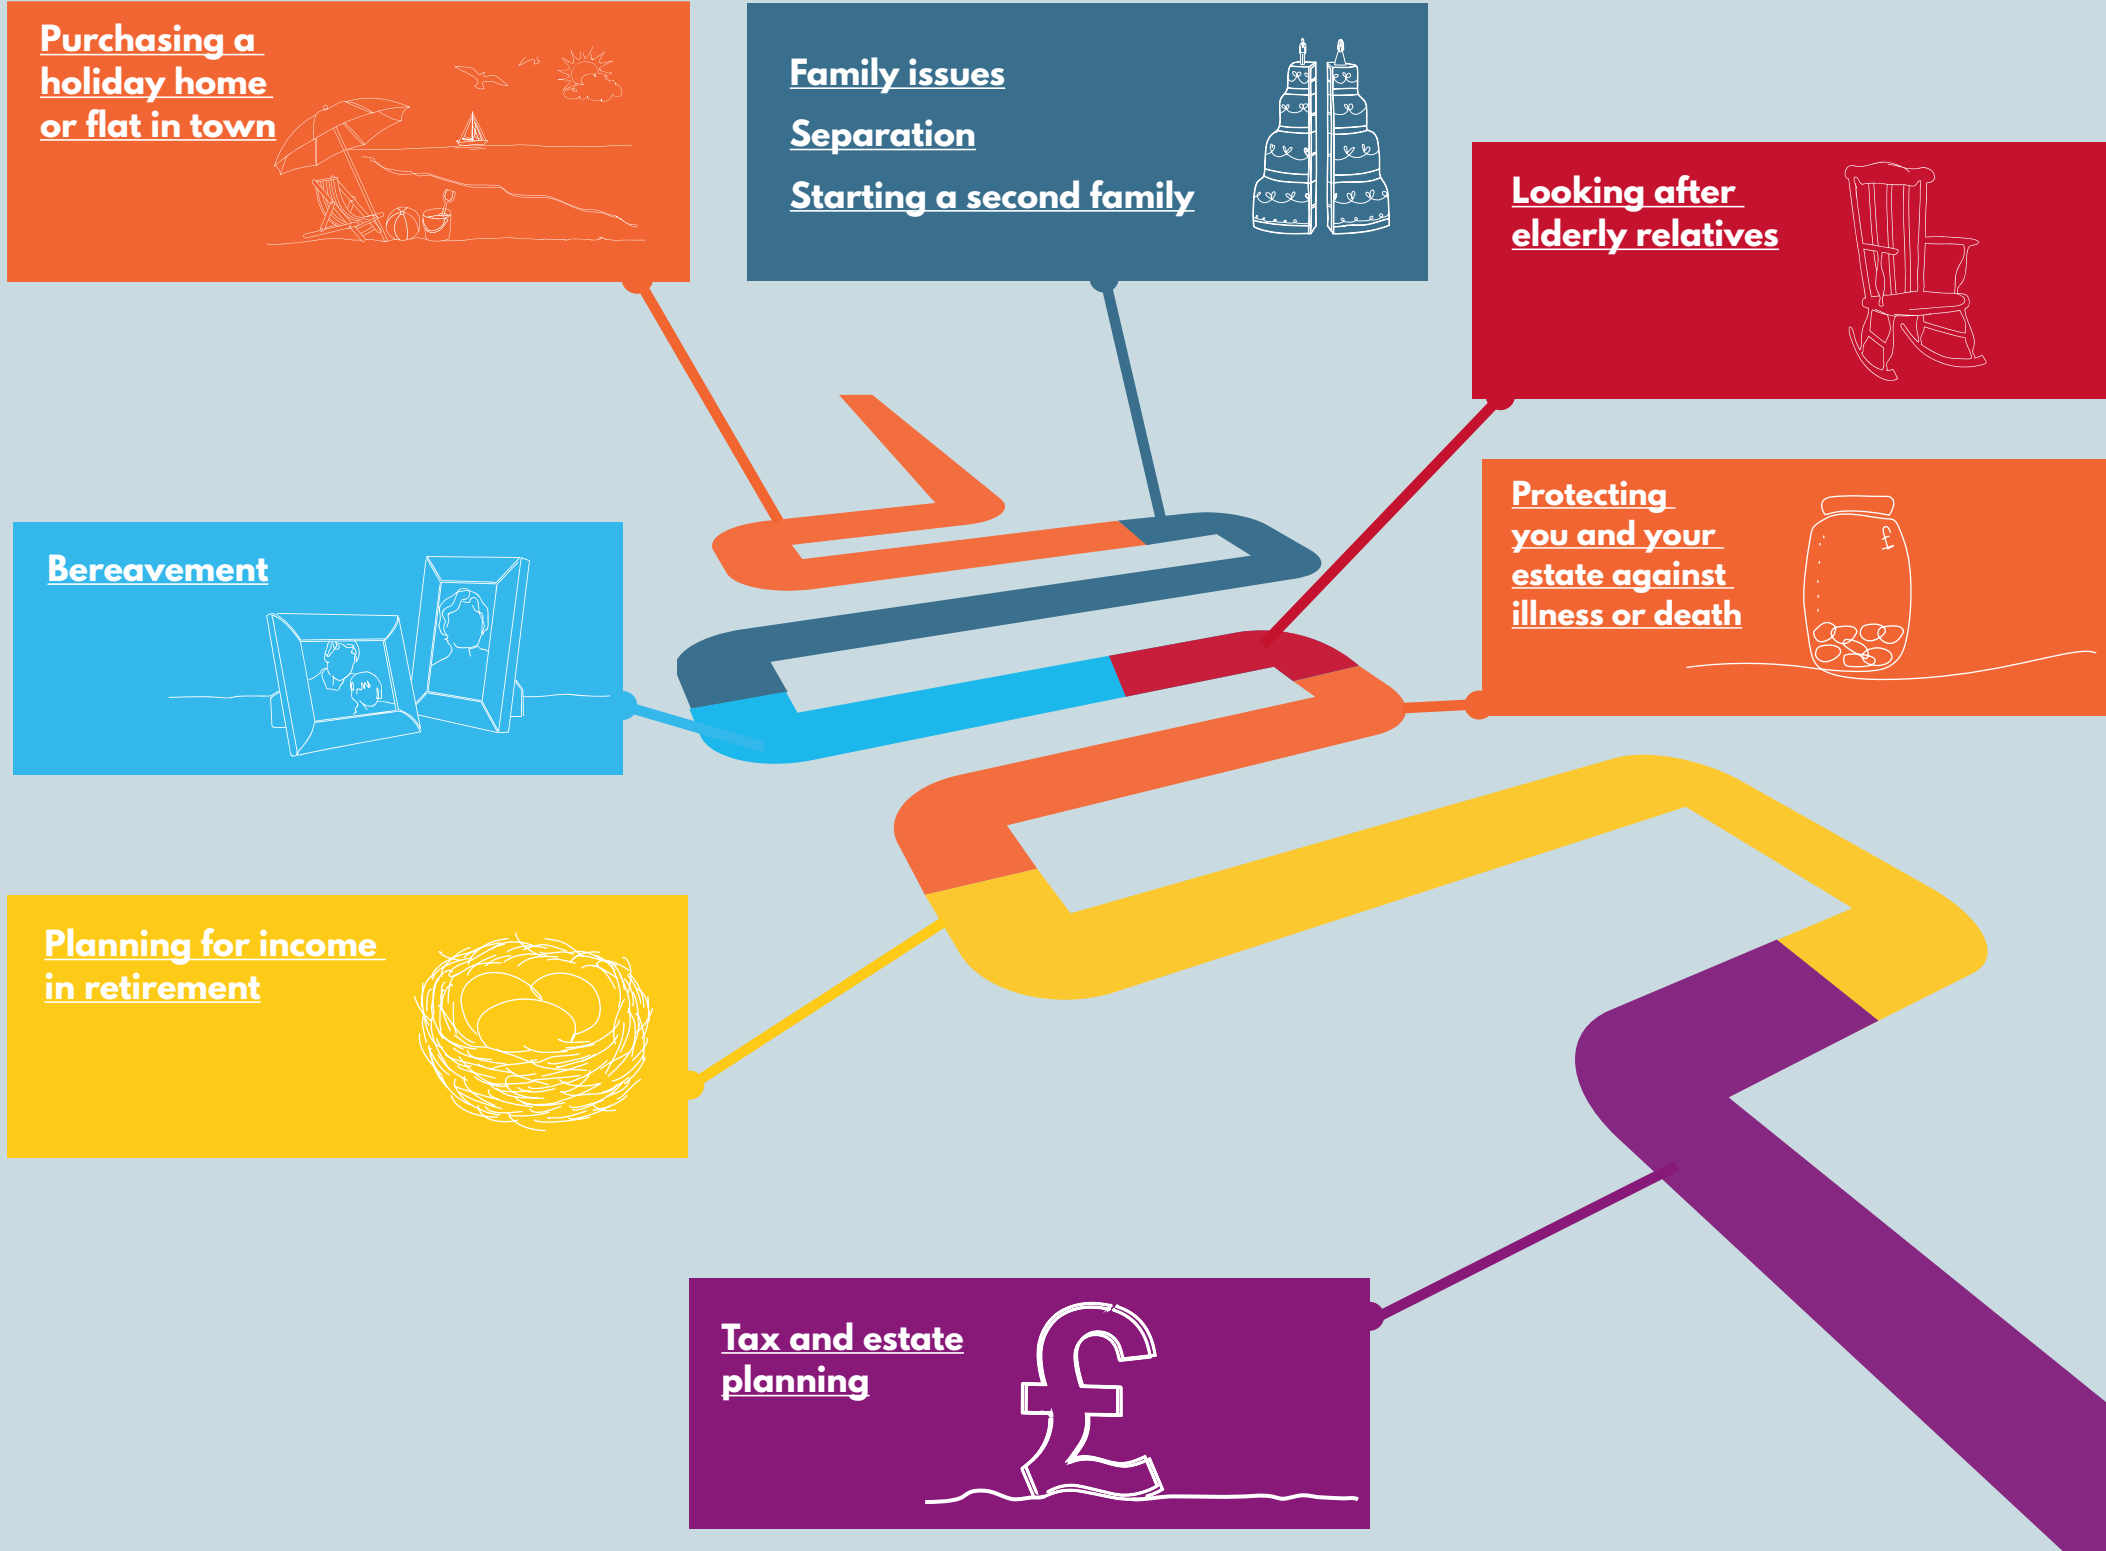 Purchasing a
holiday home
or flat in town
Family issues
Separation
Starting a second family
Looking after
elderly relatives
Protecting
you and your
estate against
illness or death
£
Bereavement
Planning for income
in retirement
Tax and estate
planning
£